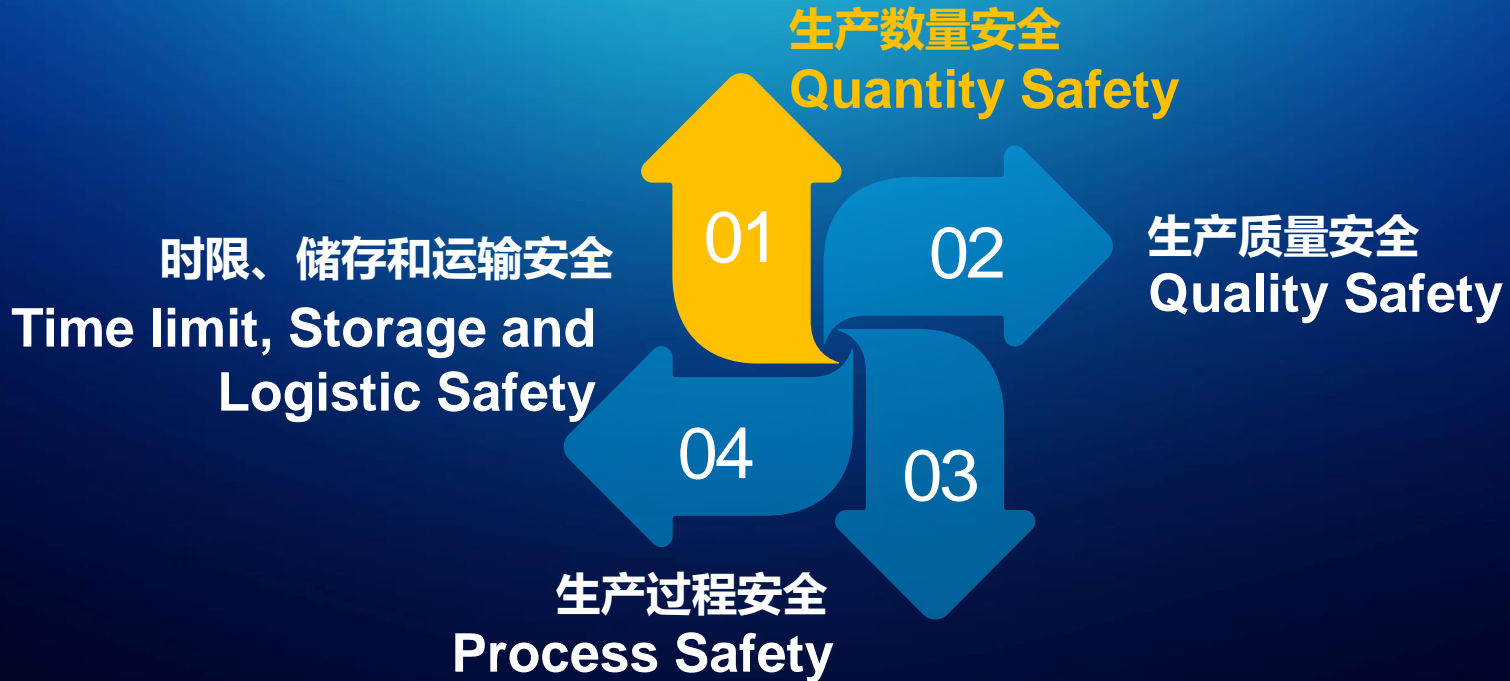 生产数量安全
Quantity Safety
01
02
生产质量安全
Quality Safety
时限、储存和运输安全
Time limit, Storage and
Logistic Safety
04
03
生产过程安全
Process Safety